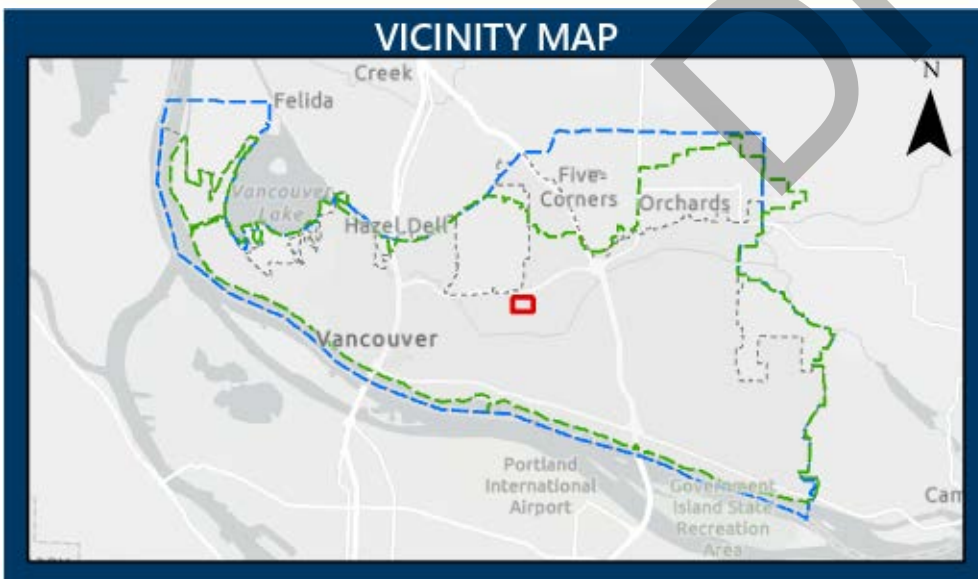 VICINITY MAP
Creek
N
Felida
Five
Corners
Orchards
Vancouver
Lake
Hazel Dell
Vancouver
Portland
International
Airport
Government
Island State
Recreation
Area
Cam